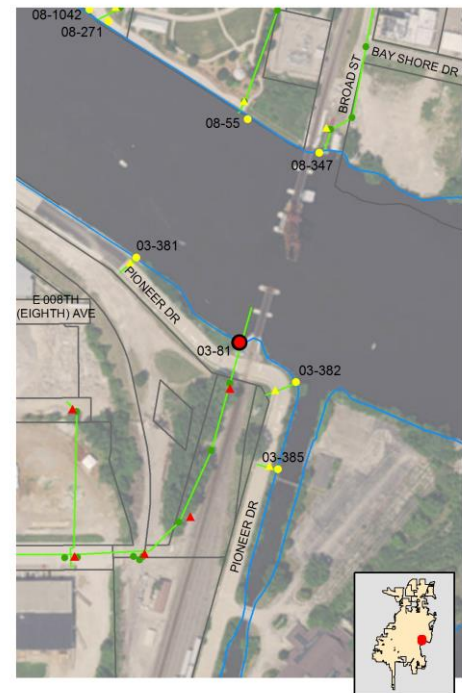 08-1042
08-271
BAY SHORE DR
BROAD ST
08-55
08-347
03-381
PIONEER DR
E 008TH
(EIGHTH) AVE
03-81
03-382
03-385
PIONEER DR